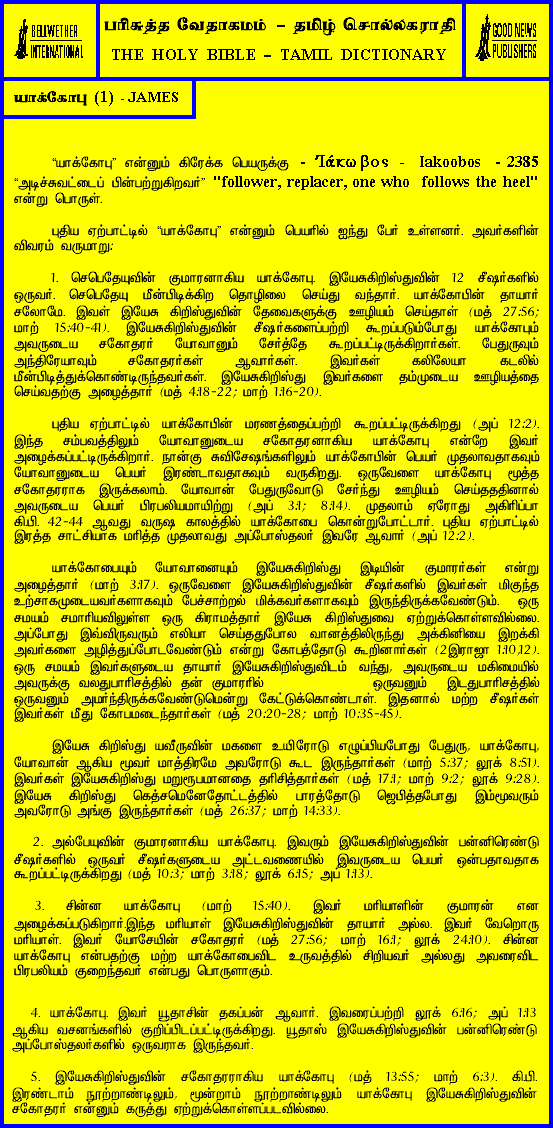 BELLWETHER
INTERNATIONAL
பரிசுத்த வேதாகமம் – தமிழ் சொல்லகராதி
THE HOLY BIBLE – TAMIL DICTIONARY
GOOD NEWS
PUBLISHERS
யாக்கோபு (1) - JAMES
“யாக்கோபு” என்னும் கிரேக்க பெயருக்கு - Ἰάκωβος - Iakoobos - 2385
“அடிச்சுவட்டைப் பின்பற்றுகிறவர்” "follower, replacer, one who follows the heel"
என்று பொருள்.
புதிய ஏற்பாட்டில் “யாக்கோபு” என்னும் பெயரில் ஐந்து பேர் உள்ளனர். அவர்களின்
விவரம் வருமாறு:
1. செபெதேயுவின் குமாரனாகிய யாக்கோபு. இயேசுகிறிஸ்துவின் 12 சீஷர்களில்
ஒருவர். செபெதேயு மீன்பிடிக்கிற தொழிலை செய்து வந்தார். யாக்கோபின் தாயார்
சலோமே. இவள் இயேசு கிறிஸ்துவின் தேவைகளுக்கு ஊழியம் செய்தாள் (மத் 27:56;
மாற் 15:40-41). இயேசுகிறிஸ்துவின் சீஷர்களைப்பற்றி கூறப்படும்போது யாக்கோபும்
அவருடைய சகோதரர் யோவானும் சேர்த்தே கூறப்பட்டிருக்கிறார்கள். பேதுருவும்
அந்திரேயாவும் சகோதரர்கள் ஆவார்கள். இவர்கள் கலிலேயா கடலில்
மீன்பிடித்துக்கொண்டிருந்தவர்கள். இயேசுகிறிஸ்து இவர்களை தம்முடைய ஊழியத்தை
செய்வதற்கு அழைத்தார் (மத் 4:18-22; மாற் 1:16-20).
புதிய ஏற்பாட்டில் யாக்கோபின் மரணத்தைப்பற்றி கூறப்பட்டிருக்கிறது (அப் 12:2).
இந்த சம்பவத்திலும் யோவானுடைய சகோதரனாகிய யாக்கோபு என்றே இவர்
அழைக்கப்பட்டிருக்கிறார். நான்கு சுவிசேஷங்களிலும் யாக்கோபின் பெயர் முதலாவதாகவும்
யோவானுடைய பெயர் இரண்டாவதாகவும் வருகிறது. ஒருவேளை யாக்கோபு மூத்த
சகோதரராக இருக்கலாம். யோவான் பேதுருவோடு சேர்ந்து ஊழியம் செய்ததினால்
அவருடைய பெயர் பிரபலியமாயிற்று (அப் 3:1; 8:14). முதலாம் ஏரோது அகிரிப்பா
கி.பி. 42-44 ஆவது வருஷ காலத்தில் யாக்கோபை கொன்றுபோட்டார். புதிய ஏற்பாட்டில்
இரத்த சாட்சியாக மரித்த முதலாவது அப்போஸ்தலர் இவரே ஆவார் (அப் 12:2).
யாக்கோபையும் யோவானையும் இயேசுகிறிஸ்து இடியின் குமாரர்கள் என்று
அழைத்தார் (மாற் 3:17). ஒருவேளை இயேசுகிறிஸ்துவின் சீஷர்களில் இவர்கள் மிகுந்த
உற்சாகமுடையவர்களாகவும் பேச்சாற்றல் மிக்கவர்களாகவும் இருந்திருக்கவேண்டும். ஒரு
சமயம் சமாரியவிலுள்ள ஒரு கிராமத்தார் இயேசு கிறிஸ்துவை ஏற்றுக்கொள்ளவில்லை.
அப்போது இவ்விருவரும் எலியா செய்ததுபோல வானத்திலிருந்து அக்கினியை இறக்கி
அவர்களை அழித்துப்போடவேண்டும் என்று கோபத்தோடு கூறினார்கள் (2இராஜா 1:10,12).
ஒரு சமயம் இவர்களுடைய தாயார் இயேசுகிறிஸ்துவிடம் வந்து, அவருடைய மகிமையில்
அவருக்கு வலதுபாரிசத்தில் தன் குமாரரில் ஒருவனும் இடதுபாரிசத்தில்
ஒருவனும் அமர்ந்திருக்கவேண்டுமென்று கேட்டுக்கொண்டாள். இதனால் மற்ற சீஷர்கள்
இவர்கள் மீது கோபமடைந்தார்கள் (மத் 20:20-28; மாற் 10:35-45).
இயேசு கிறிஸ்து யவீருவின் மகளை உயிரோடு எழுப்பியபோது பேதுரு, யாக்கோபு,
யோவான் ஆகிய மூவர் மாத்திரமே அவரோடு கூட இருந்தார்கள் (மாற் 5:37; லூக் 8:51).
இவர்கள் இயேசுகிறிஸ்து மறுரூபமானதை தரிசித்தார்கள் (மத் 17:1; மாற் 9:2; லூக் 9:28).
இயேசு கிறிஸ்து கெத்சமெனேதோட்டத்தில் பாரத்தோடு ஜெபித்தபோது இம்மூவரும்
அவரோடு அங்கு இருந்தார்கள் (மத் 26:37; மாற் 14:33).
2. அல்பேயுவின் குமாரனாகிய யாக்கோபு. இவரும் இயேசுகிறிஸ்துவின் பன்னிரெண்டு
சீஷர்களில் ஒருவர் சீஷர்களுடைய அட்டவணையில் இவருடைய பெயர் ஒன்பதாவதாக
கூறப்பட்டிருக்கிறது (மத் 10:3; மாற் 3:18; லூக் 6:15; அப் 1:13).
3. சின்ன யாக்கோபு (மாற் 15:40). இவர் மரியாளின் குமாரன் என
அழைக்கப்படுகிறார்.இந்த மரியாள் இயேசுகிறிஸ்துவின் தாயார் அல்ல. இவர் வேறொரு
மரியாள். இவர் யோசேயின் சகோதரர் (மத் 27:56; மாற் 16:1; லூக் 24:10). சின்ன
யாக்கோபு என்பதற்கு மற்ற யாக்கோபைவிட உருவத்தில் சிறியவர் அல்லது அவரைவிட
பிரபலியம் குறைந்தவர் என்பது பொருளாகும்.
4. யாக்கோபு. இவர் யூதாசின் தகப்பன் ஆவார். இவரைப்பற்றி லூக் 6:16; அப் 1:13
ஆகிய வசனங்களில் குறிப்பிடப்பட்டிருக்கிறது. யூதாஸ் இயேசுகிறிஸ்துவின் பன்னிரெண்டு
அப்போஸ்தலர்களில் ஒருவராக இருந்தவர்.
5. இயேசுகிறிஸ்துவின் சகோதரராகிய யாக்கோபு (மத் 13:55; மாற் 6:3). கி.பி.
இரண்டாம் நூற்றாண்டிலும், மூன்றாம் நூற்றாண்டிலும் யாக்கோபு இயேசுகிறிஸ்துவின்
சகோதரர் என்னும் கருத்து ஏற்றுக்கொள்ளப்படவில்லை.